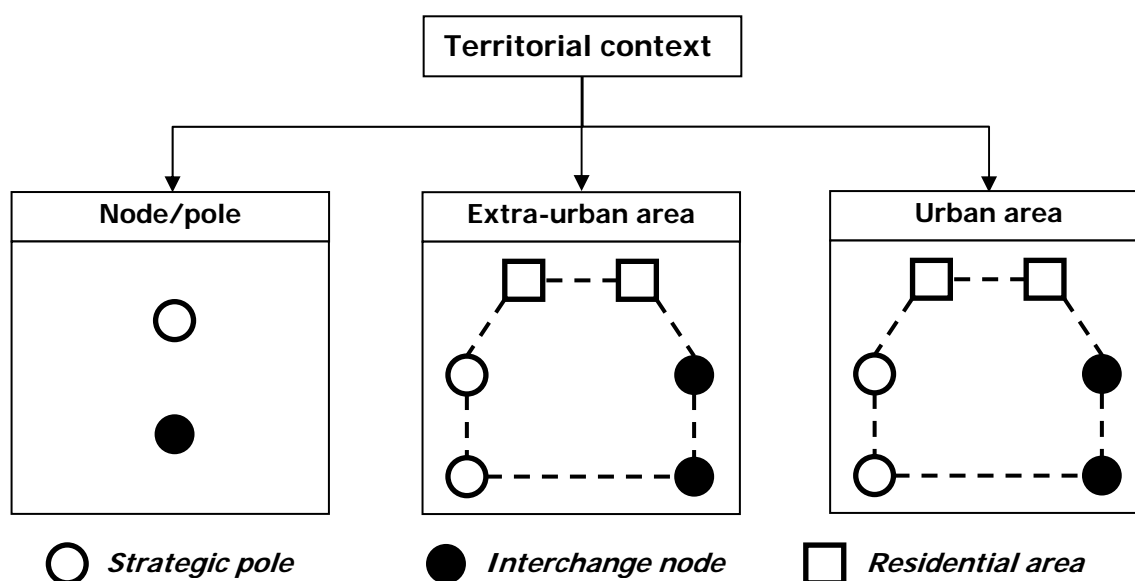 Territorial context
Node/pole
Extra-urban area
Urban area
Strategic pole
Interchange node
Residential area